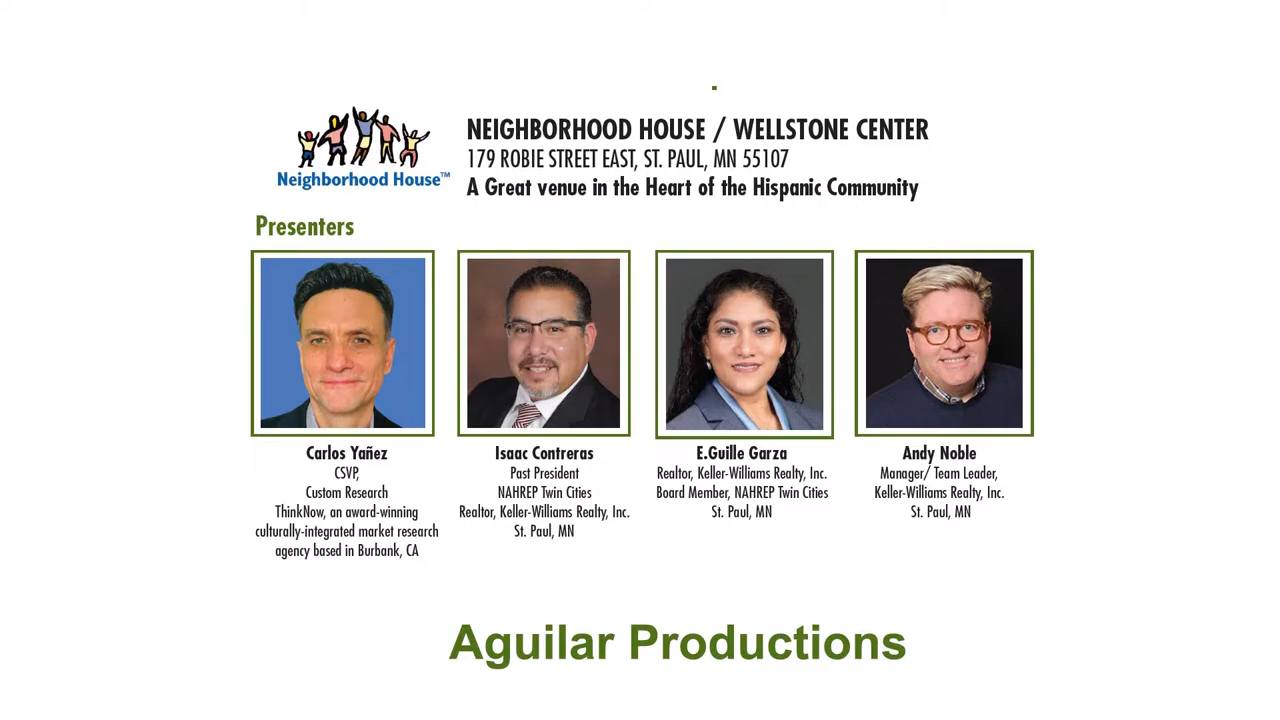 NEIGHBORHOOD HOUSE / WELLSTONE CENTER
179 ROBIE STREET EAST, ST. PAUL, MN 55107
A Great venue in the Heart of the Hispanic Community
Neighborhood House™
Presenters
Carlos Yañez
CSVP,
Custom Research
ThinkNow, an award-winning
culturally-integrated market research
agency based in Burbank, CA
Isaac Contreras
Past President
NAHREP Twin Cities
Realtor, Keller-Williams Realty, Inc.
St. Paul, MN
E.Guille Garza
Realtor, Keller-Williams Realty, Inc.
Board Member, NAHREP Twin Cities
St. Paul, MN
Andy Noble
Manager/ Team Leader,
Keller-Williams Realty, Inc.
St. Paul, MN
Aguilar Productions